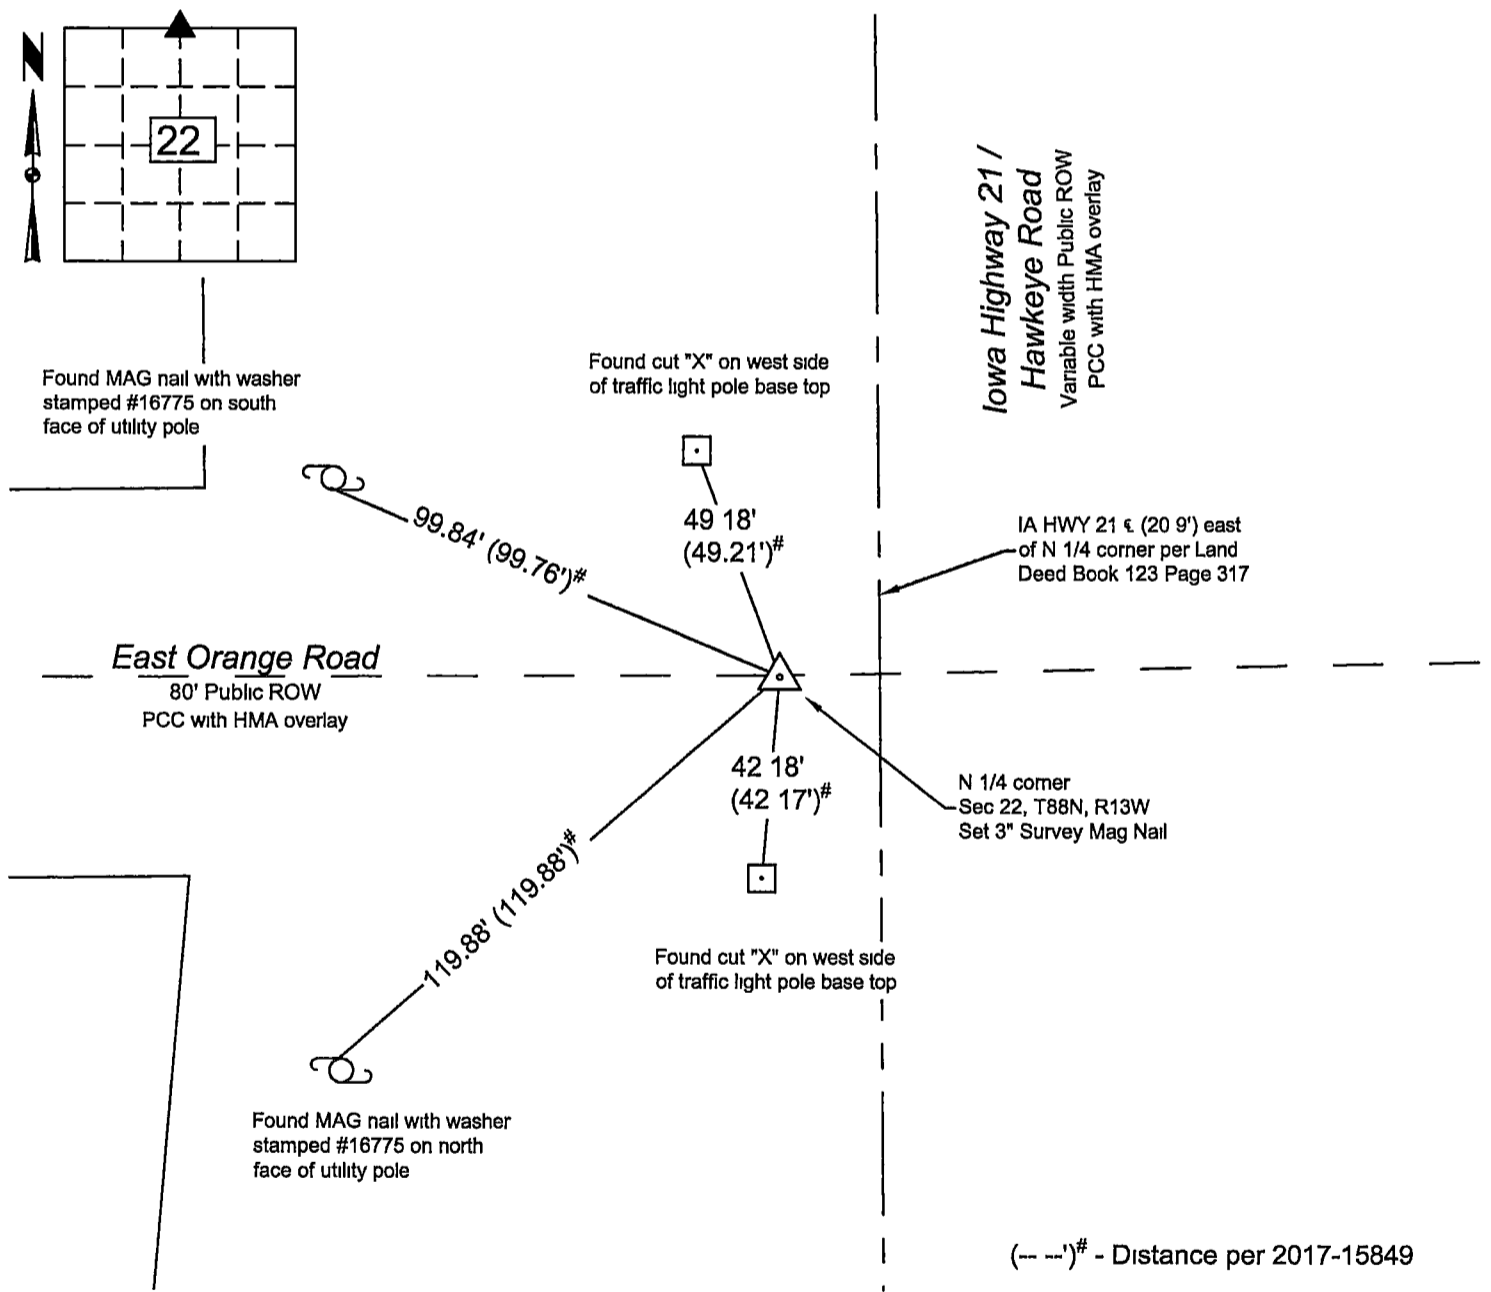 N
22
Iowa Highway 21 /
Hawkeye Road
Variable width Public ROW
PCC with HMA overlay
Found MAG nail with washer
stamped #16775 on south
face of utility pole
Found cut "X" on west side
of traffic light pole base top
99.84' (99.76')#
49 18'
(49.21')#
IA HWY 21 ℄ (20 9') east
of N 1/4 corner per Land
Deed Book 123 Page 317
East Orange Road
80' Public ROW
PCC with HMA overlay
42 18'
(42 17')#
N 1/4 corner
Sec 22, T88N, R13W
Set 3" Survey Mag Nail
119.88' (119.88')#
Found cut "X" on west side
of traffic light pole base top
Found MAG nail with washer
stamped #16775 on north
face of utility pole
(-- --')# - Distance per 2017-15849